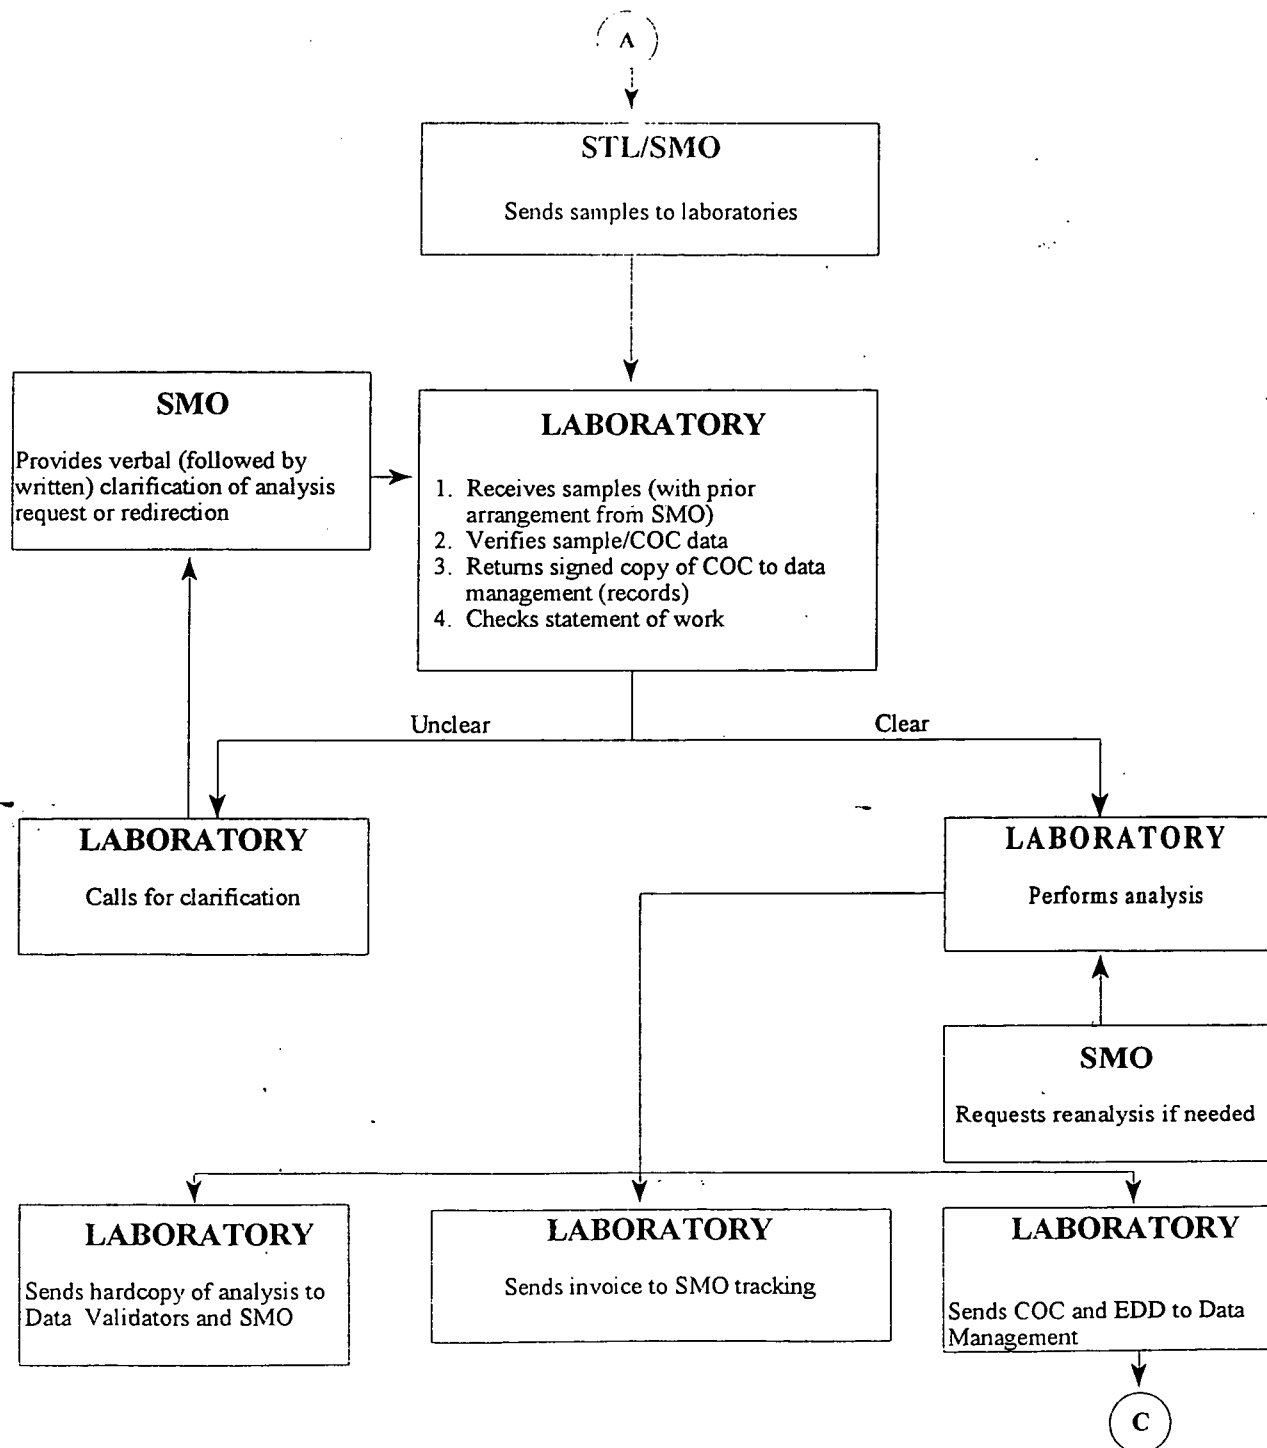 A
STL/SMO
Sends samples to laboratories
SMO
Provides verbal (followed by
written) clarification of analysis
request or redirection
LABORATORY
1. Receives samples (with prior
arrangement from SMO)
2. Verifies sample/COC data
3. Returns signed copy of COC to data
management (records)
4. Checks statement of work
Unclear
Clear
LABORATORY
Calls for clarification
LABORATORY
Performs analysis
SMO
Requests reanalysis if needed
LABORATORY
Sends hardcopy of analysis to
Data Validators and SMO
LABORATORY
Sends invoice to SMO tracking
LABORATORY
Sends COC and EDD to Data
Management
C